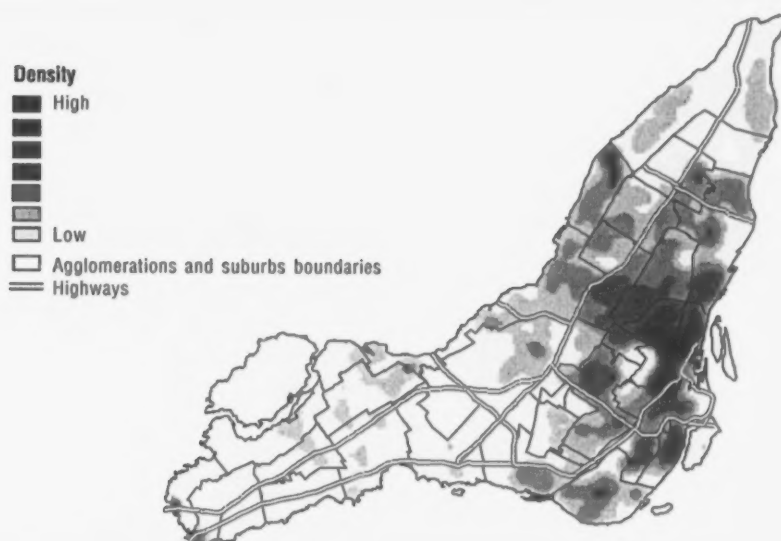 Density
High
Low
Agglomerations and suburbs boundaries
Highways